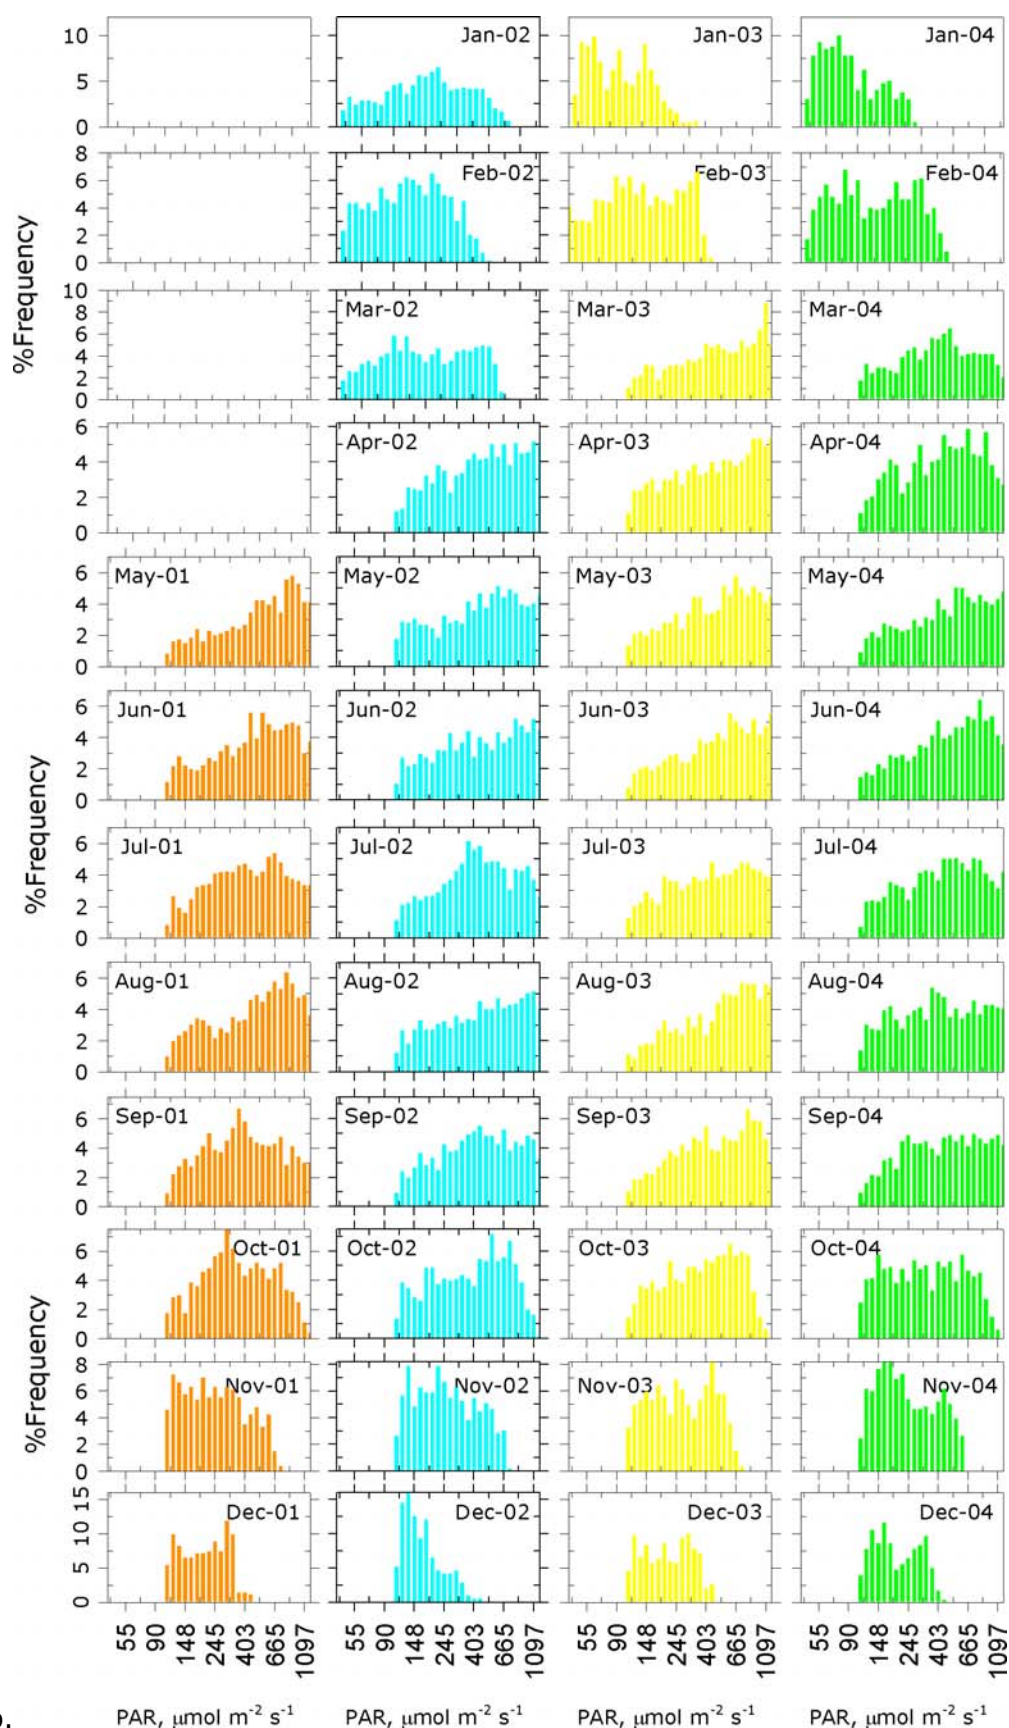 10 5 0 Jan-02 Jan-03 Jan-04
8 6 4 2 0 Feb-02 Feb-03 Feb-04
%Frequency
10 8 6 4 2 0 Mar-02 Mar-03 Mar-04
6 4 2 0 Apr-02 Apr-03 Apr-04
6 4 2 0 May-01 May-02 May-03 May-04
6 4 2 0 Jun-01 Jun-02 Jun-03 Jun-04
%Frequency
6 4 2 0 Jul-01 Jul-02 Jul-03 Jul-04
6 4 2 0 Aug-01 Aug-02 Aug-03 Aug-04
6 4 2 0 Sep-01 Sep-02 Sep-03 Sep-04
6 4 2 0 Oct-01 Oct-02 Oct-03 Oct-04
%Frequency
8 6 4 2 0 Nov-01 Nov-02 Nov-03 Nov-04
15 10 5 0 Dec-01 Dec-02 Dec-03 Dec-04
55 90 148 245 403 665 1097 55 90 148 245 403 665 1097 55 90 148 245 403 665 1097 55 90 148 245 403 665 1097
PAR, μmol m⁻² s⁻¹ PAR, μmol m⁻² s⁻¹ PAR, μmol m⁻² s⁻¹ PAR, μmol m⁻² s⁻¹